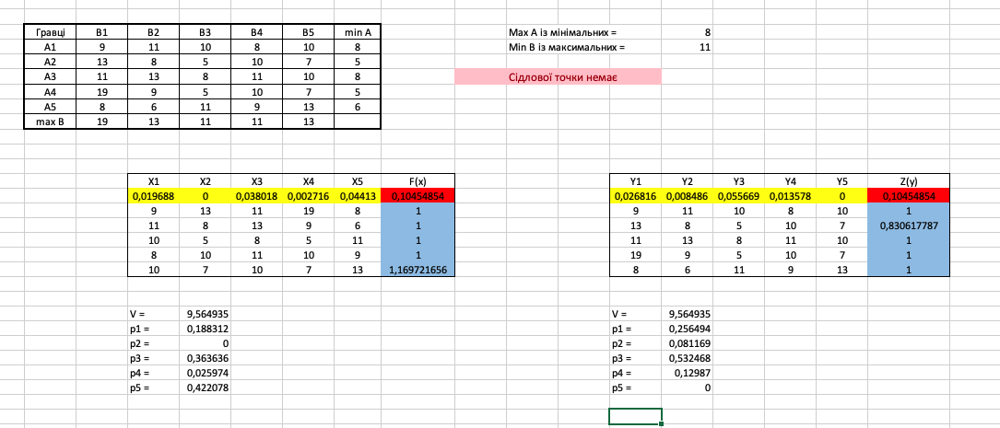 Гравці B1 B2 B3 B4 B5 min A Max А із мінімальних = 8
A1 9 11 10 8 10 8 Min В із максимальних = 11
A2 13 8 5 10 7 5
A3 11 13 8 11 10 8 Сідлової точки немає
A4 19 9 5 10 7 5
A5 8 6 11 9 13 6
max B 19 13 11 11 13
X1 X2 X3 X4 X5 F(x) Y1 Y2 Y3 Y4 Y5 Z(y)
0,019688 0 0,038018 0,002716 0,04413 0,10454854 0,026816 0,008486 0,055669 0,013578 0 0,10454854
9 13 11 19 8 1 9 11 10 8 10 1
11 8 13 9 6 1 13 8 5 10 7 0,830617787
10 5 8 5 11 1 11 13 8 11 10 1
8 10 11 10 9 1 19 9 5 10 7 1
10 7 10 7 13 1,169721656 8 6 11 9 13 1
V = 9,564935 V = 9,564935
p1 = 0,188312 p1 = 0,256494
p2 = 0 p2 = 0,081169
p3 = 0,363636 p3 = 0,532468
p4 = 0,025974 p4 = 0,12987
p5 = 0,422078 p5 = 0